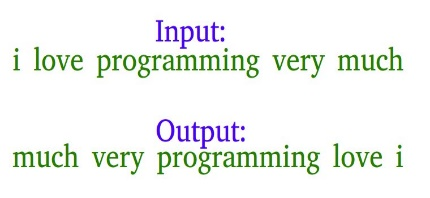 Input:
i love programming very much
Output:
much very programming love i